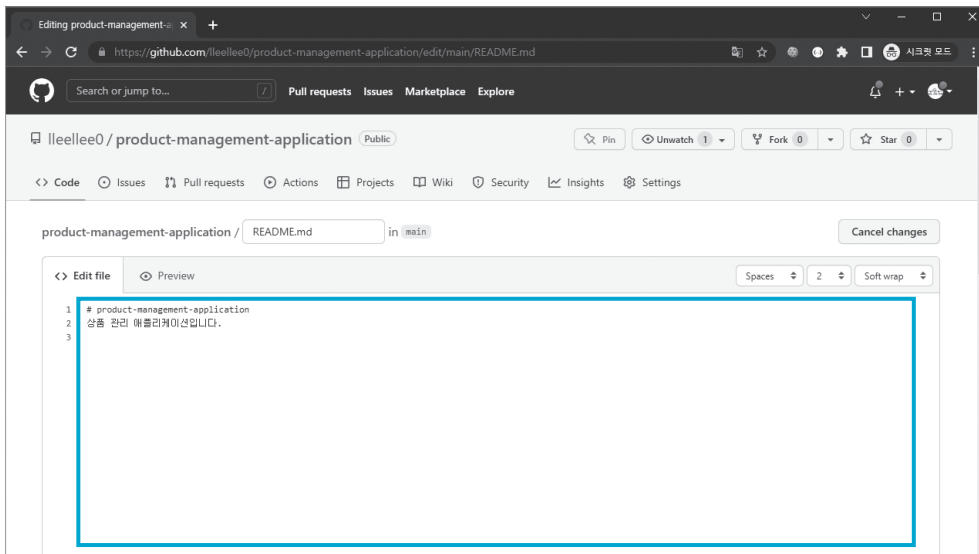 Editing product-management-a
https://github.com/lleellee0/product-management-application/edit/main/README.md
시크릿 모드
Search or jump to...
/
Pull requests Issues Marketplace Explore
lleellee0 / product-management-application Public
Pin
Unwatch 1
Fork 0
Star 0
Code
Issues
Pull requests
Actions
Projects
Wiki
Security
Insights
Settings
product-management-application / README.md in main
Cancel changes
<> Edit file
Preview
Spaces
2
Soft wrap
1 # product-management-application
2 상품 관리 애플리케이션입니다.
3